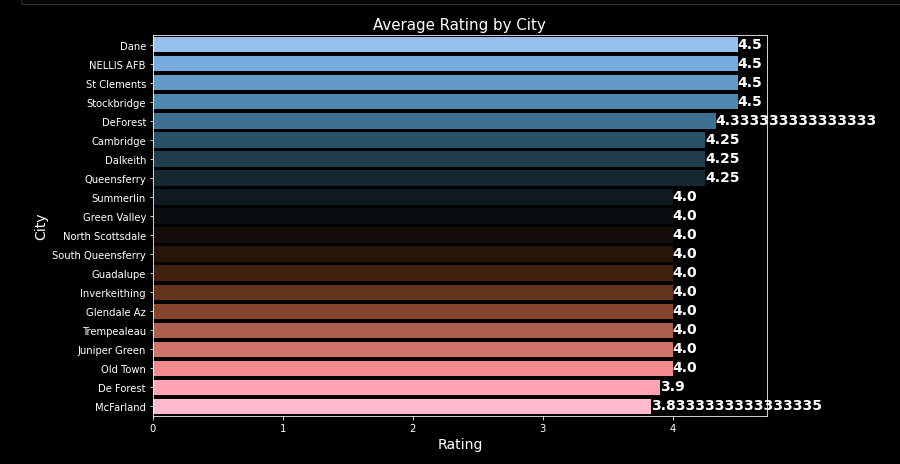 Average Rating by City
Dane 4.5
NELLIS AFB 4.5
St Clements 4.5
Stockbridge 4.5
DeForest 4.333333333333333
Cambridge 4.25
Dalkeith 4.25
Queensferry 4.25
Summerlin 4.0
Green Valley 4.0
North Scottsdale 4.0
South Queensferry 4.0
Guadalupe 4.0
Inverkeithing 4.0
Glendale Az 4.0
Trempealeau 4.0
Juniper Green 4.0
Old Town 4.0
De Forest 3.9
McFarland 3.8333333333333335
City
0 1 2 3 4
Rating